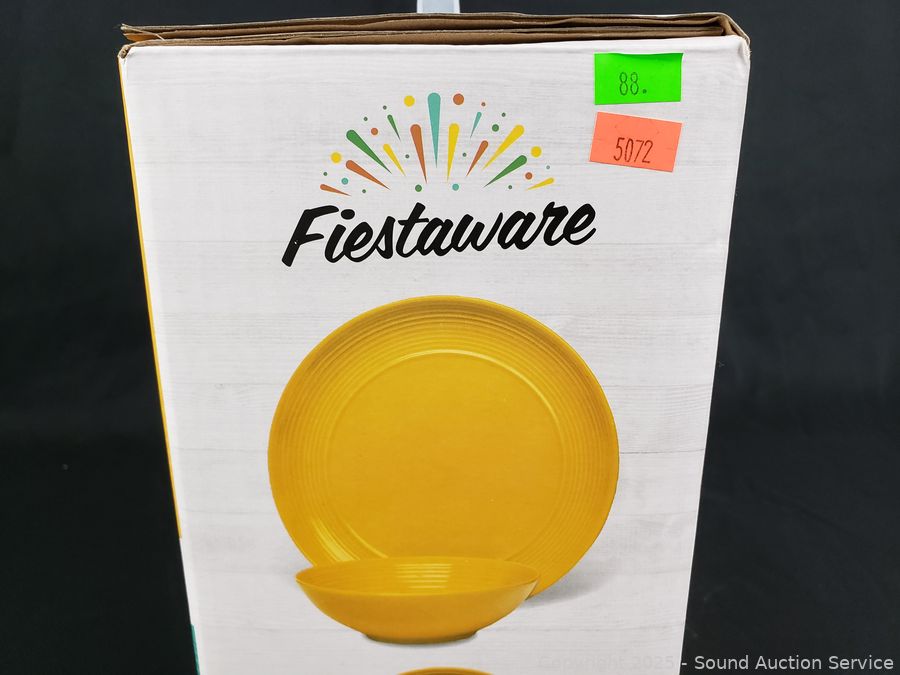 88.
5072
Fiestaware
Copyright 2025 - Sound Auction Service